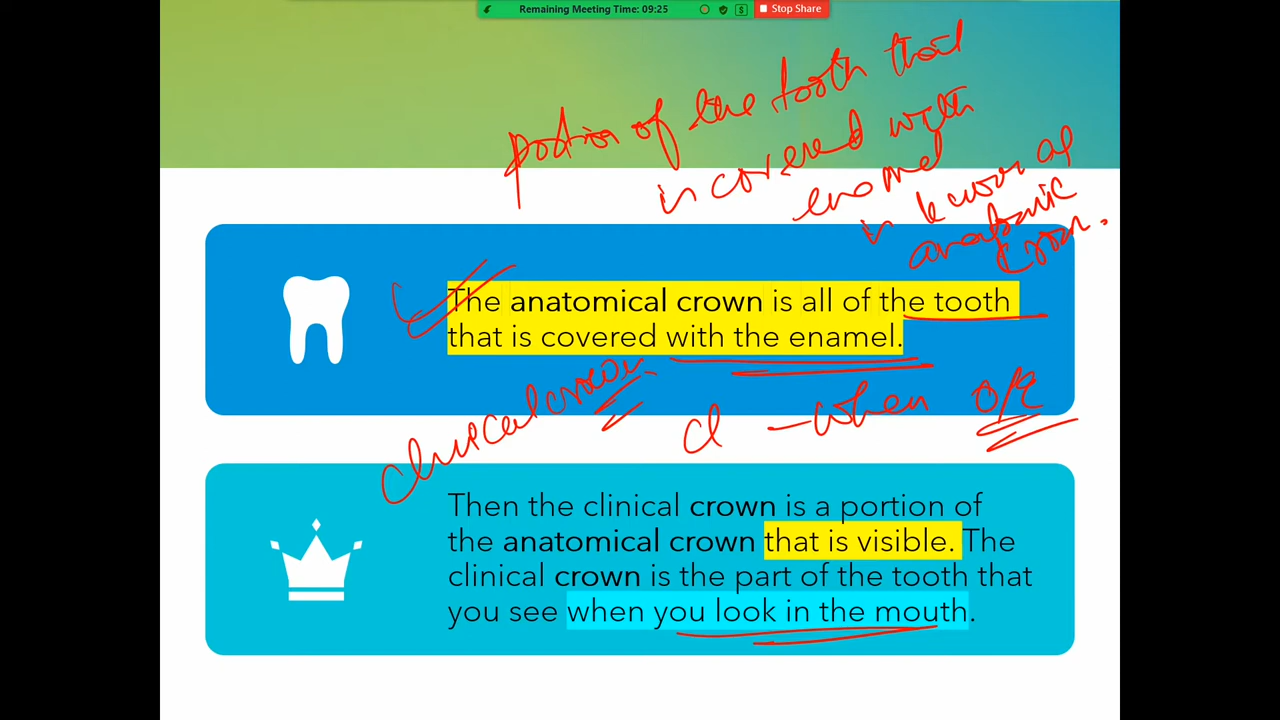 Remaining Meeting Time: 09:25
Stop Share
portion of the tooth that
is covered with
enamel
is known as
anatomic
crown.
The anatomical crown is all of the tooth
that is covered with the enamel.
clinical crown
Cl - when O/E
Then the clinical crown is a portion of
the anatomical crown that is visible. The
clinical crown is the part of the tooth that
you see when you look in the mouth.